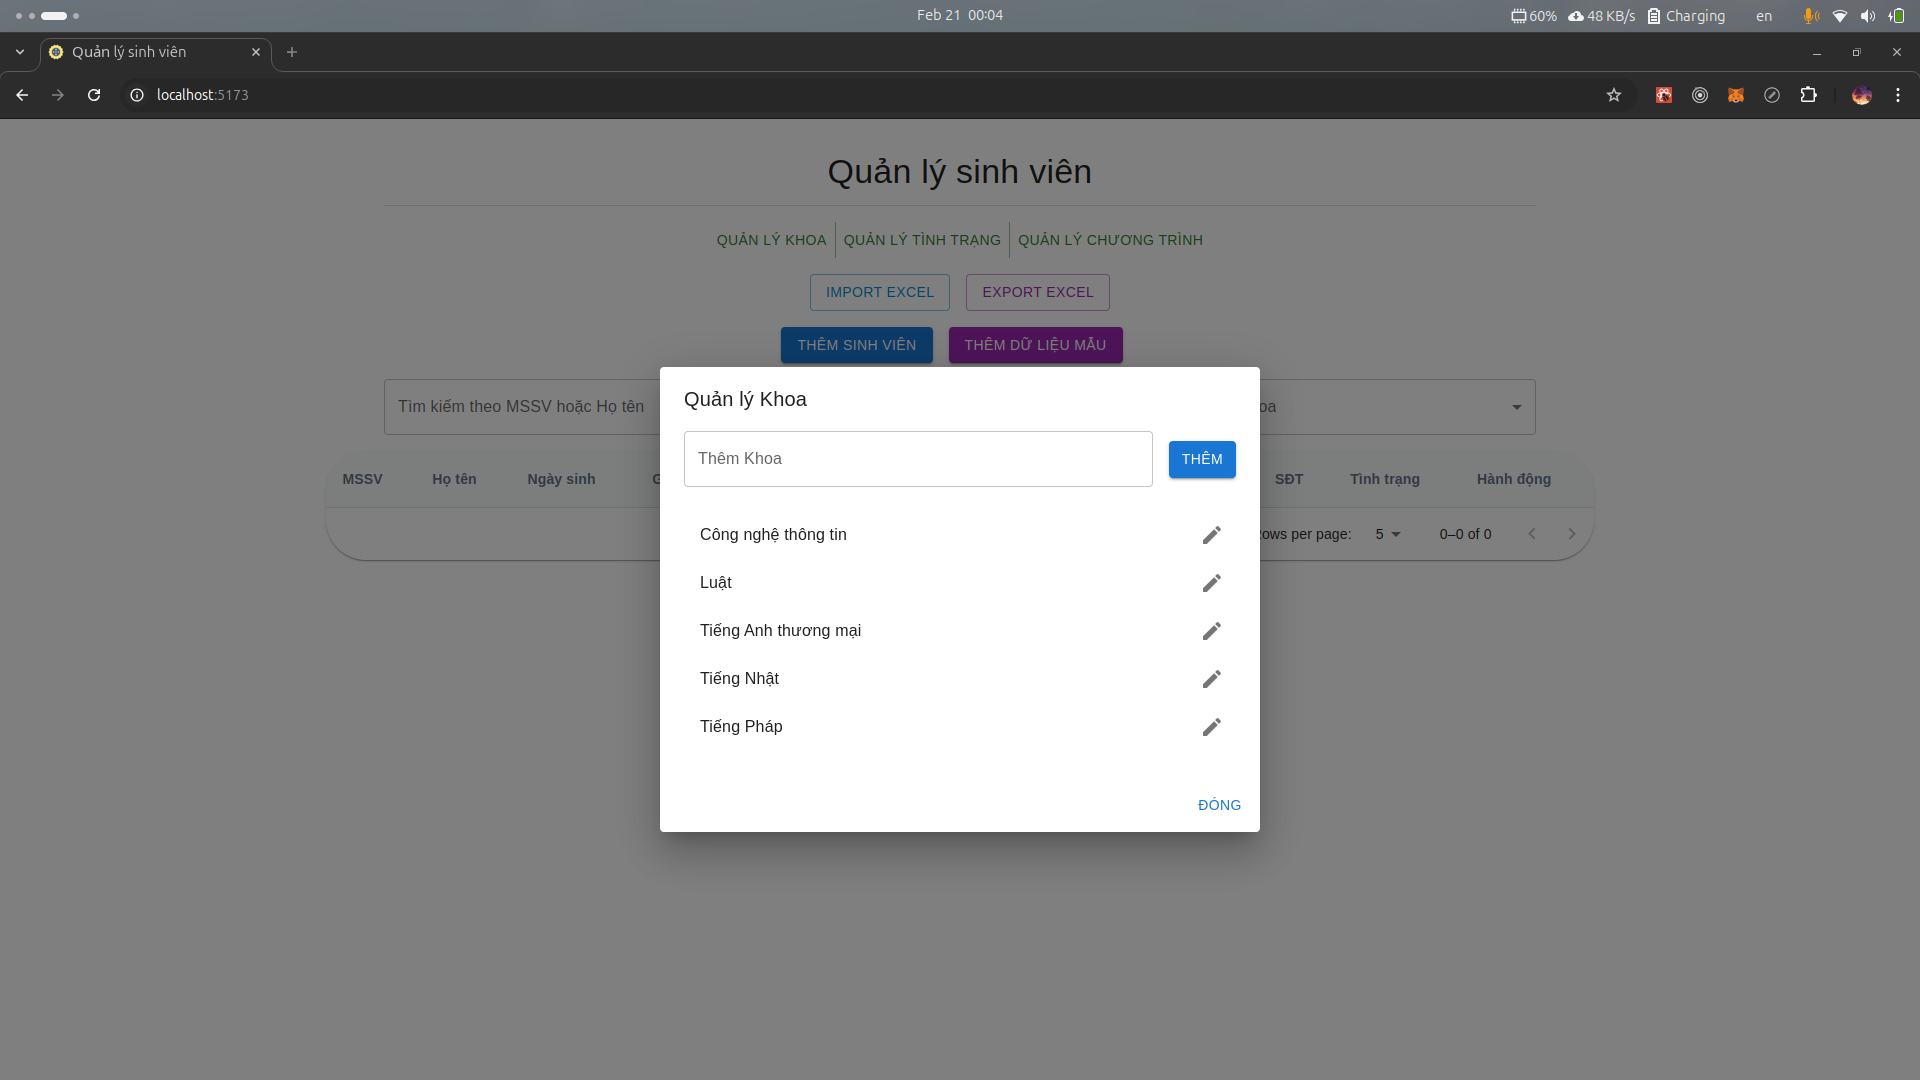 Feb 21 00:04
60% 48 KB/s Charging en
Quản lý sinh viên
localhost:5173
Quản lý sinh viên
QUẢN LÝ KHOA QUẢN LÝ TÌNH TRẠNG QUẢN LÝ CHƯƠNG TRÌNH
IMPORT EXCEL EXPORT EXCEL
THÊM SINH VIÊN THÊM DỮ LIỆU MẪU
Tìm kiếm theo MSSV hoặc Họ tên
MSSV Họ tên Ngày sinh SĐT Tình trạng Hành động
per page: 5 0–0 of 0
Quản lý Khoa
Thêm Khoa THÊM
Công nghệ thông tin
Luật
Tiếng Anh thương mại
Tiếng Nhật
Tiếng Pháp
ĐÓNG